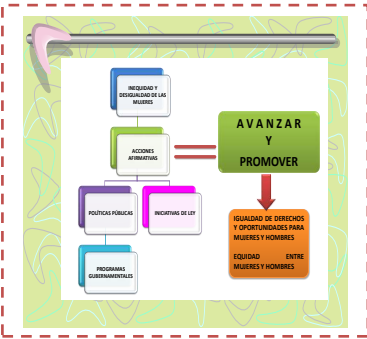 INEQUIDAD Y
DESIGUALDAD DE LAS
MUJERES
ACCIONES
AFIRMATIVAS
POLÍTICAS PÚBLICAS
INICIATIVAS DE LEY
PROGRAMAS
GUBERNAMENTALES
AVANZAR
Y
PROMOVER
IGUALDAD DE DERECHOS
Y OPORTUNIDADES PARA
MUJERES Y HOMBRES
EQUIDAD ENTRE
MUJERES Y HOMBRES